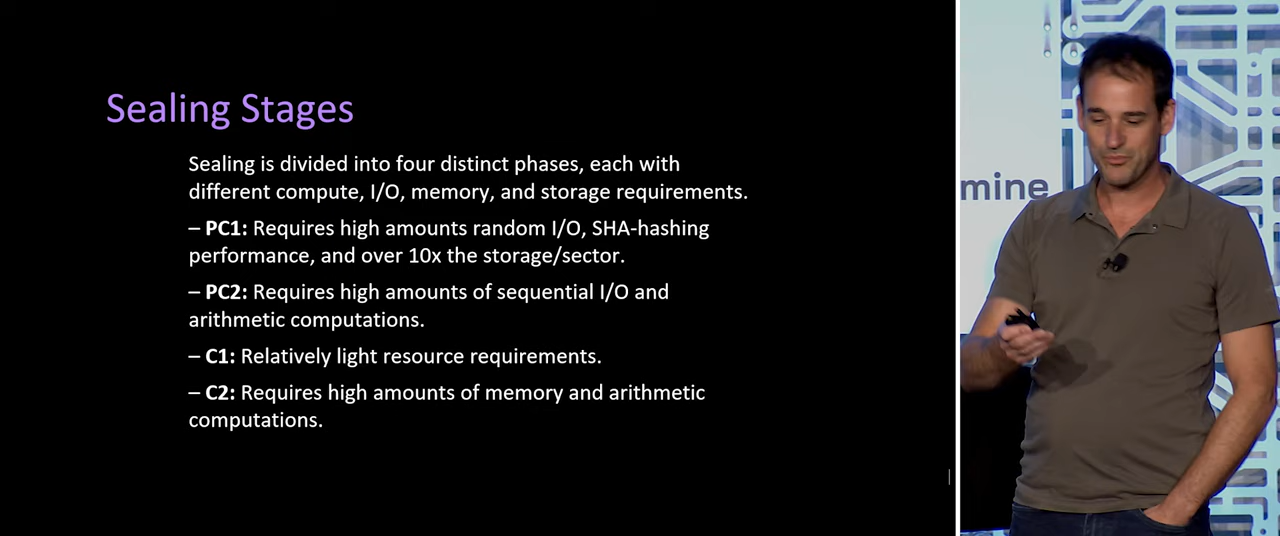 Sealing Stages
Sealing is divided into four distinct phases, each with
different compute, I/O, memory, and storage requirements.
– PC1: Requires high amounts random I/O, SHA-hashing
performance, and over 10x the storage/sector.
– PC2: Requires high amounts of sequential I/O and
arithmetic computations.
– C1: Relatively light resource requirements.
– C2: Requires high amounts of memory and arithmetic
computations.
mine